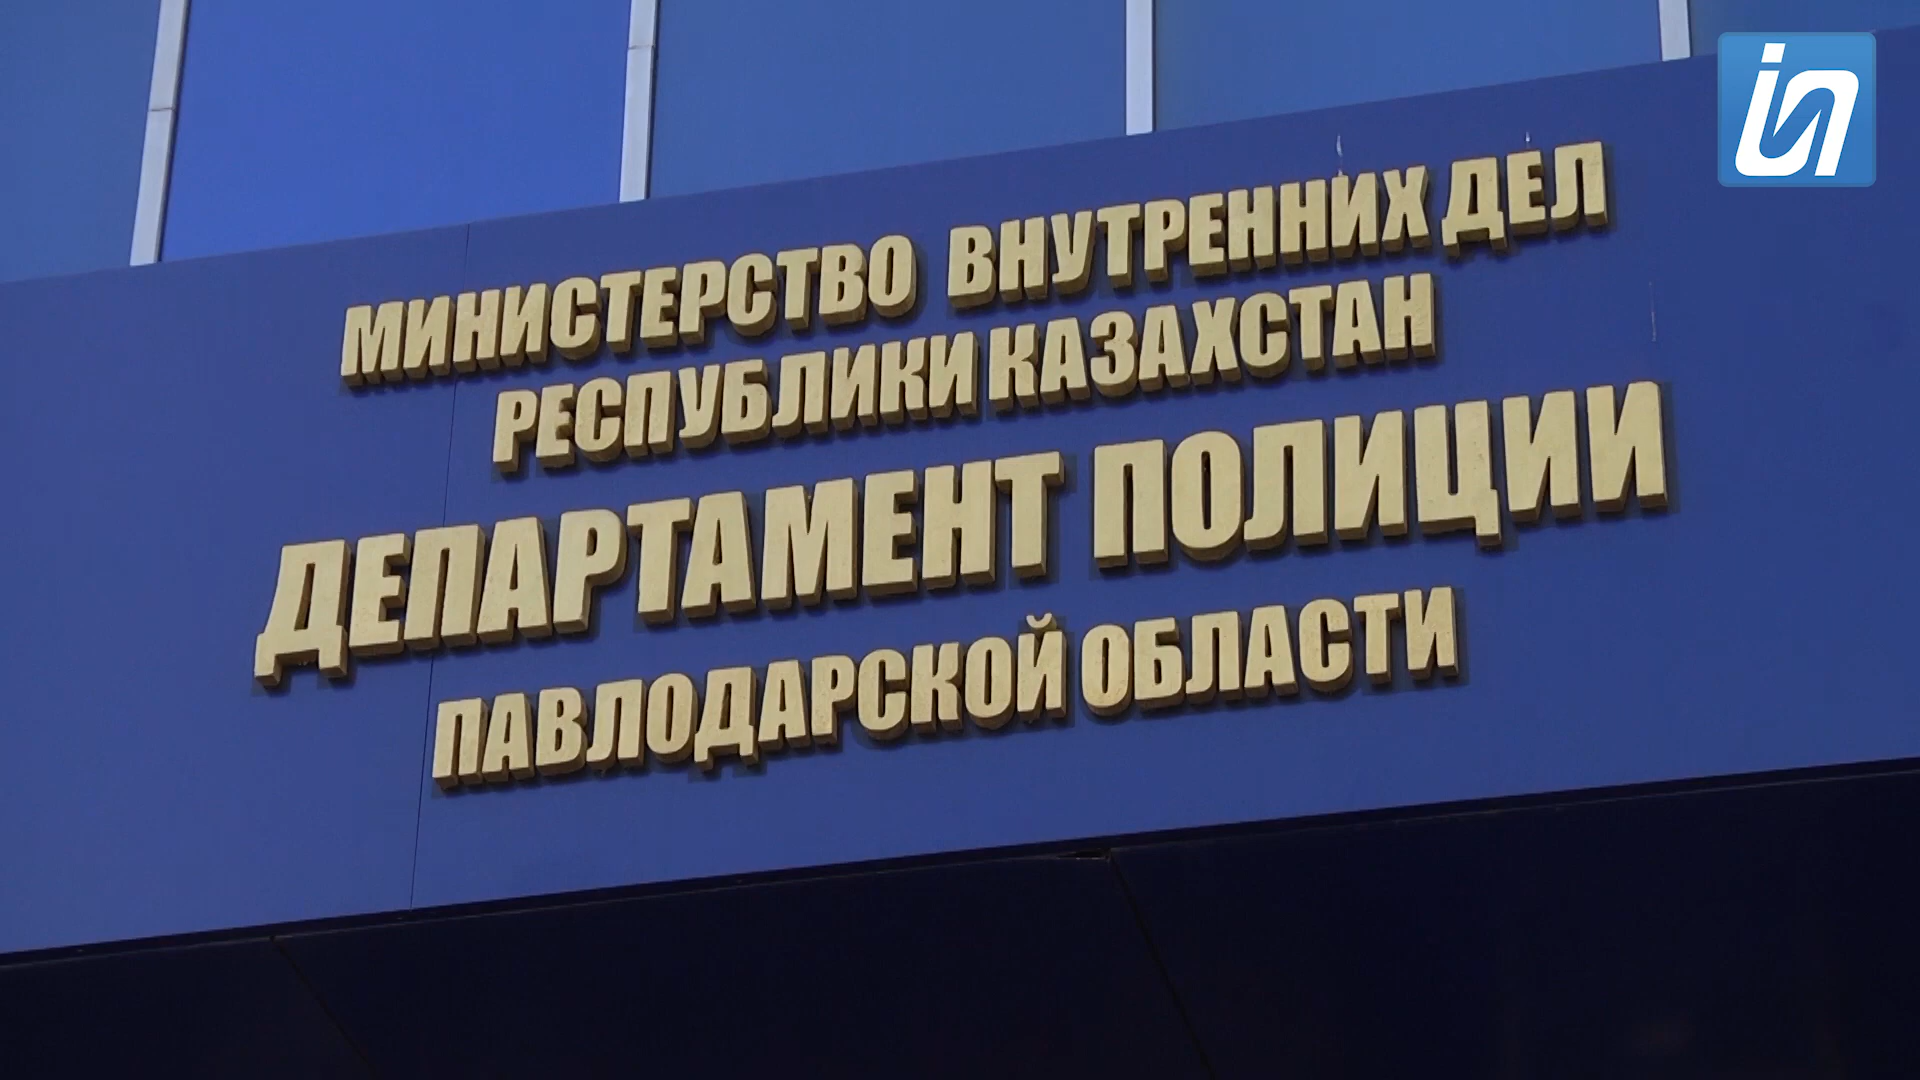 МИНИСТЕРСТВО ВНУТРЕННИХ ДЕЛ
РЕСПУБЛИКИ КАЗАХСТАН
ДЕПАРТАМЕНТ ПОЛИЦИИ
ПАВЛОДАРСКОЙ ОБЛАСТИ